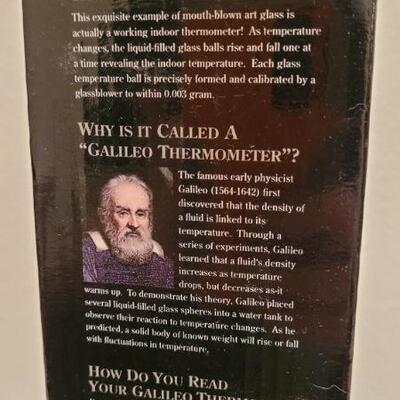 This exquisite example of mouth-blown art glass is
actually a working indoor thermometer! As temperature
changes, the liquid-filled glass balls rise and fall one at
a time revealing the indoor temperature. Each glass
temperature ball is precisely formed and calibrated by a
glassblower to within 0.003 gram.
WHY IS IT CALLED A
"GALILEO THERMOMETER"?
The famous early physicist
Galileo (1564-1642) first
discovered that the density of
a fluid is linked to its
temperature. Through a
series of experiments, Galileo
learned that a fluid's density
increases as temperature
drops, but decreases as it
warms up. To demonstrate his theory, Galileo placed
several liquid-filled glass spheres into a water tank to
observe their reaction to temperature changes. As he
predicted, a solid body of known weight will rise or fall
with fluctuations in temperature.
HOW DO YOU READ
YOUR GALILEO